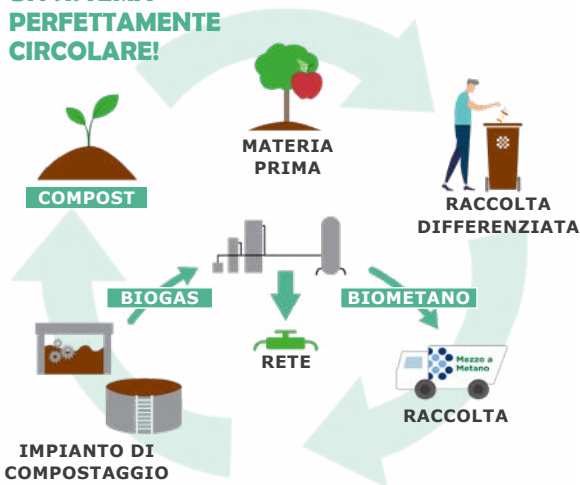 PERFETTAMENTE
CIRCOLARE!
MATERIA
PRIMA
COMPOST
RACCOLTA
DIFFERENZIATA
BIOGAS
BIOMETANO
RETE
Mezzo a
Metano
RACCOLTA
IMPIANTO DI
COMPOSTAGGIO